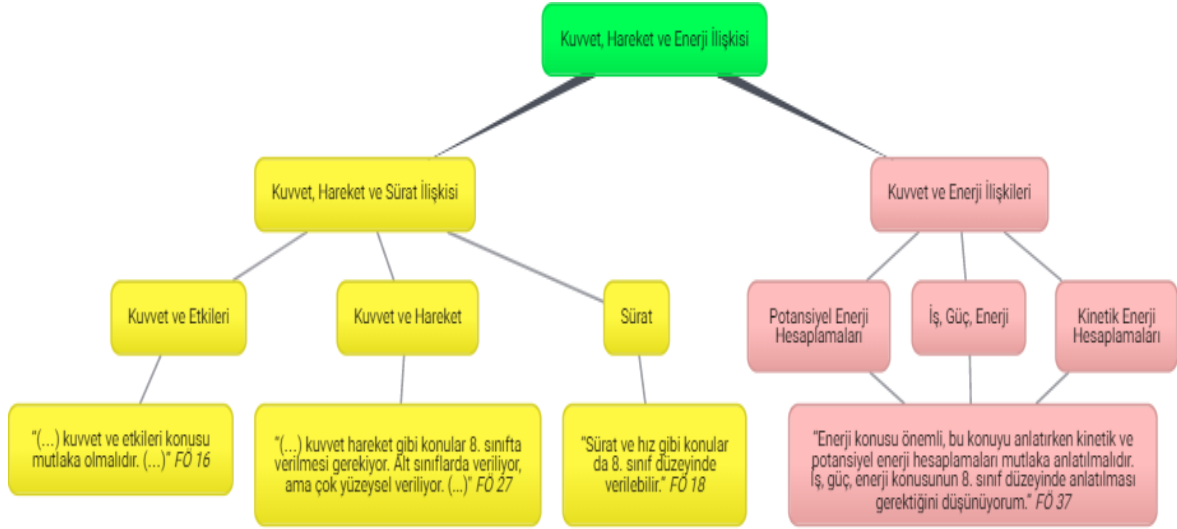 Kuvvet, Hareket ve Enerji İlişkisi
Kuvvet, Hareket ve Sürat İlişkisi
Kuvvet ve Enerji İlişkileri
Kuvvet ve Etkileri
Kuvvet ve Hareket
Sürat
Potansiyel Enerji
Hesaplamaları
İş, Güç, Enerji
Kinetik Enerji
Hesaplamaları
“(...) kuvvet ve etkileri konusu
mutlaka olmalıdır. (...)” FÖ 16
“(...) kuvvet hareket gibi konular 8. sınıfta
verilmesi gerekiyor. Alt sınıflarda veriliyor,
ama çok yüzeysel veriliyor. (...)” FÖ 27
“Sürat ve hız gibi konular
da 8. sınıf düzeyinde
verilebilir.” FÖ 18
“Enerji konusu önemli, bu konuyu anlatırken kinetik ve
potansiyel enerji hesaplamaları mutlaka anlatılmalıdır.
İş, güç, enerji konusunun 8. sınıf düzeyinde anlatılması
gerektiğini düşünüyorum.” FÖ 37